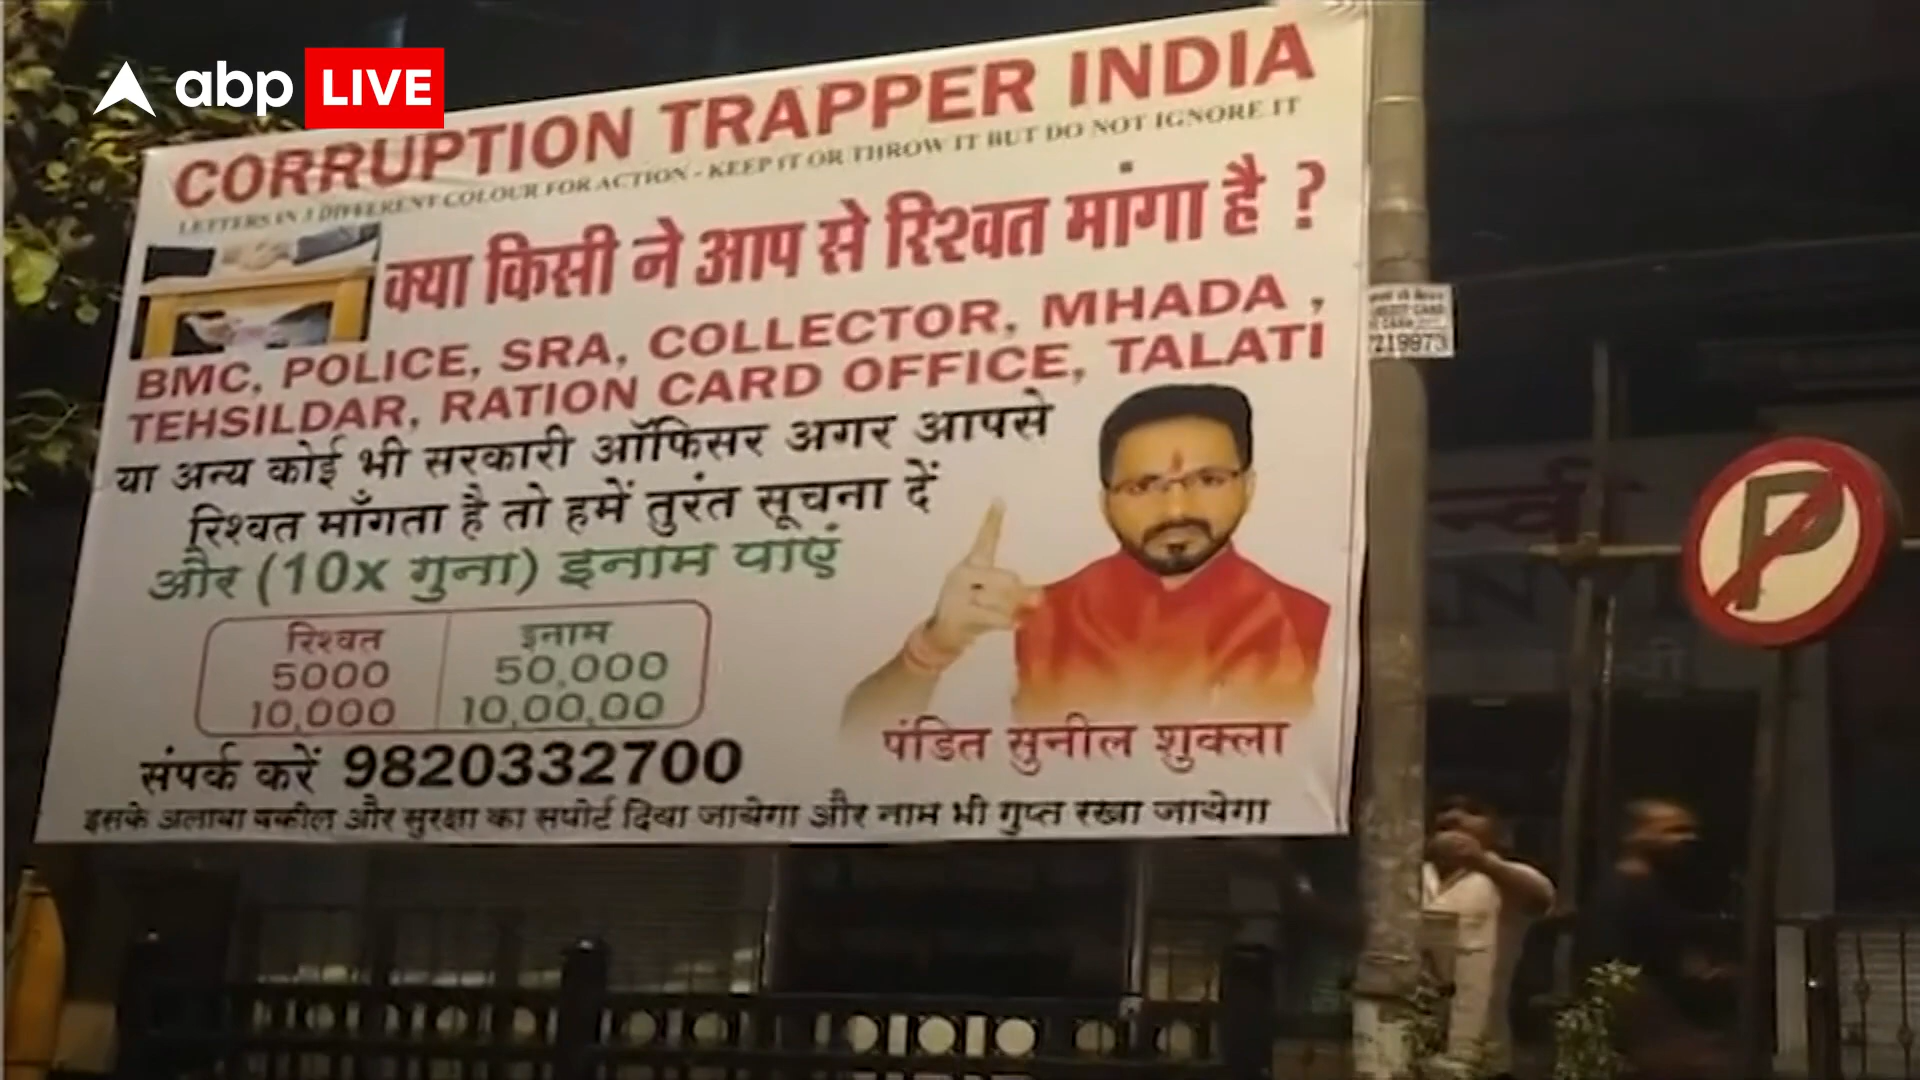 abp LIVE
CORRUPTION TRAPPER INDIA
LETTERS IN 3 DIFFERENT COLOUR FOR ACTION - KEEP IT OR THROW IT BUT DO NOT IGNORE IT
क्या किसी ने आप से रिश्वत मांगा है ?
BMC, POLICE, SRA, COLLECTOR, MHADA ,
TEHSILDAR, RATION CARD OFFICE, TALATI
या अन्य कोई भी सरकारी ऑफिसर अगर आपसे
रिश्वत माँगता है तो हमें तुरंत सूचना दें
और (10x गुना) इनाम पाएं
रिश्वत इनाम
5000 50,000
10,000 10,00,00
पंडित सुनील शुक्ला
संपर्क करें 9820332700
इसके अलावा वकील और सुरक्षा का सपोर्ट दिया जायेगा और नाम भी गुप्त रखा जायेगा
P